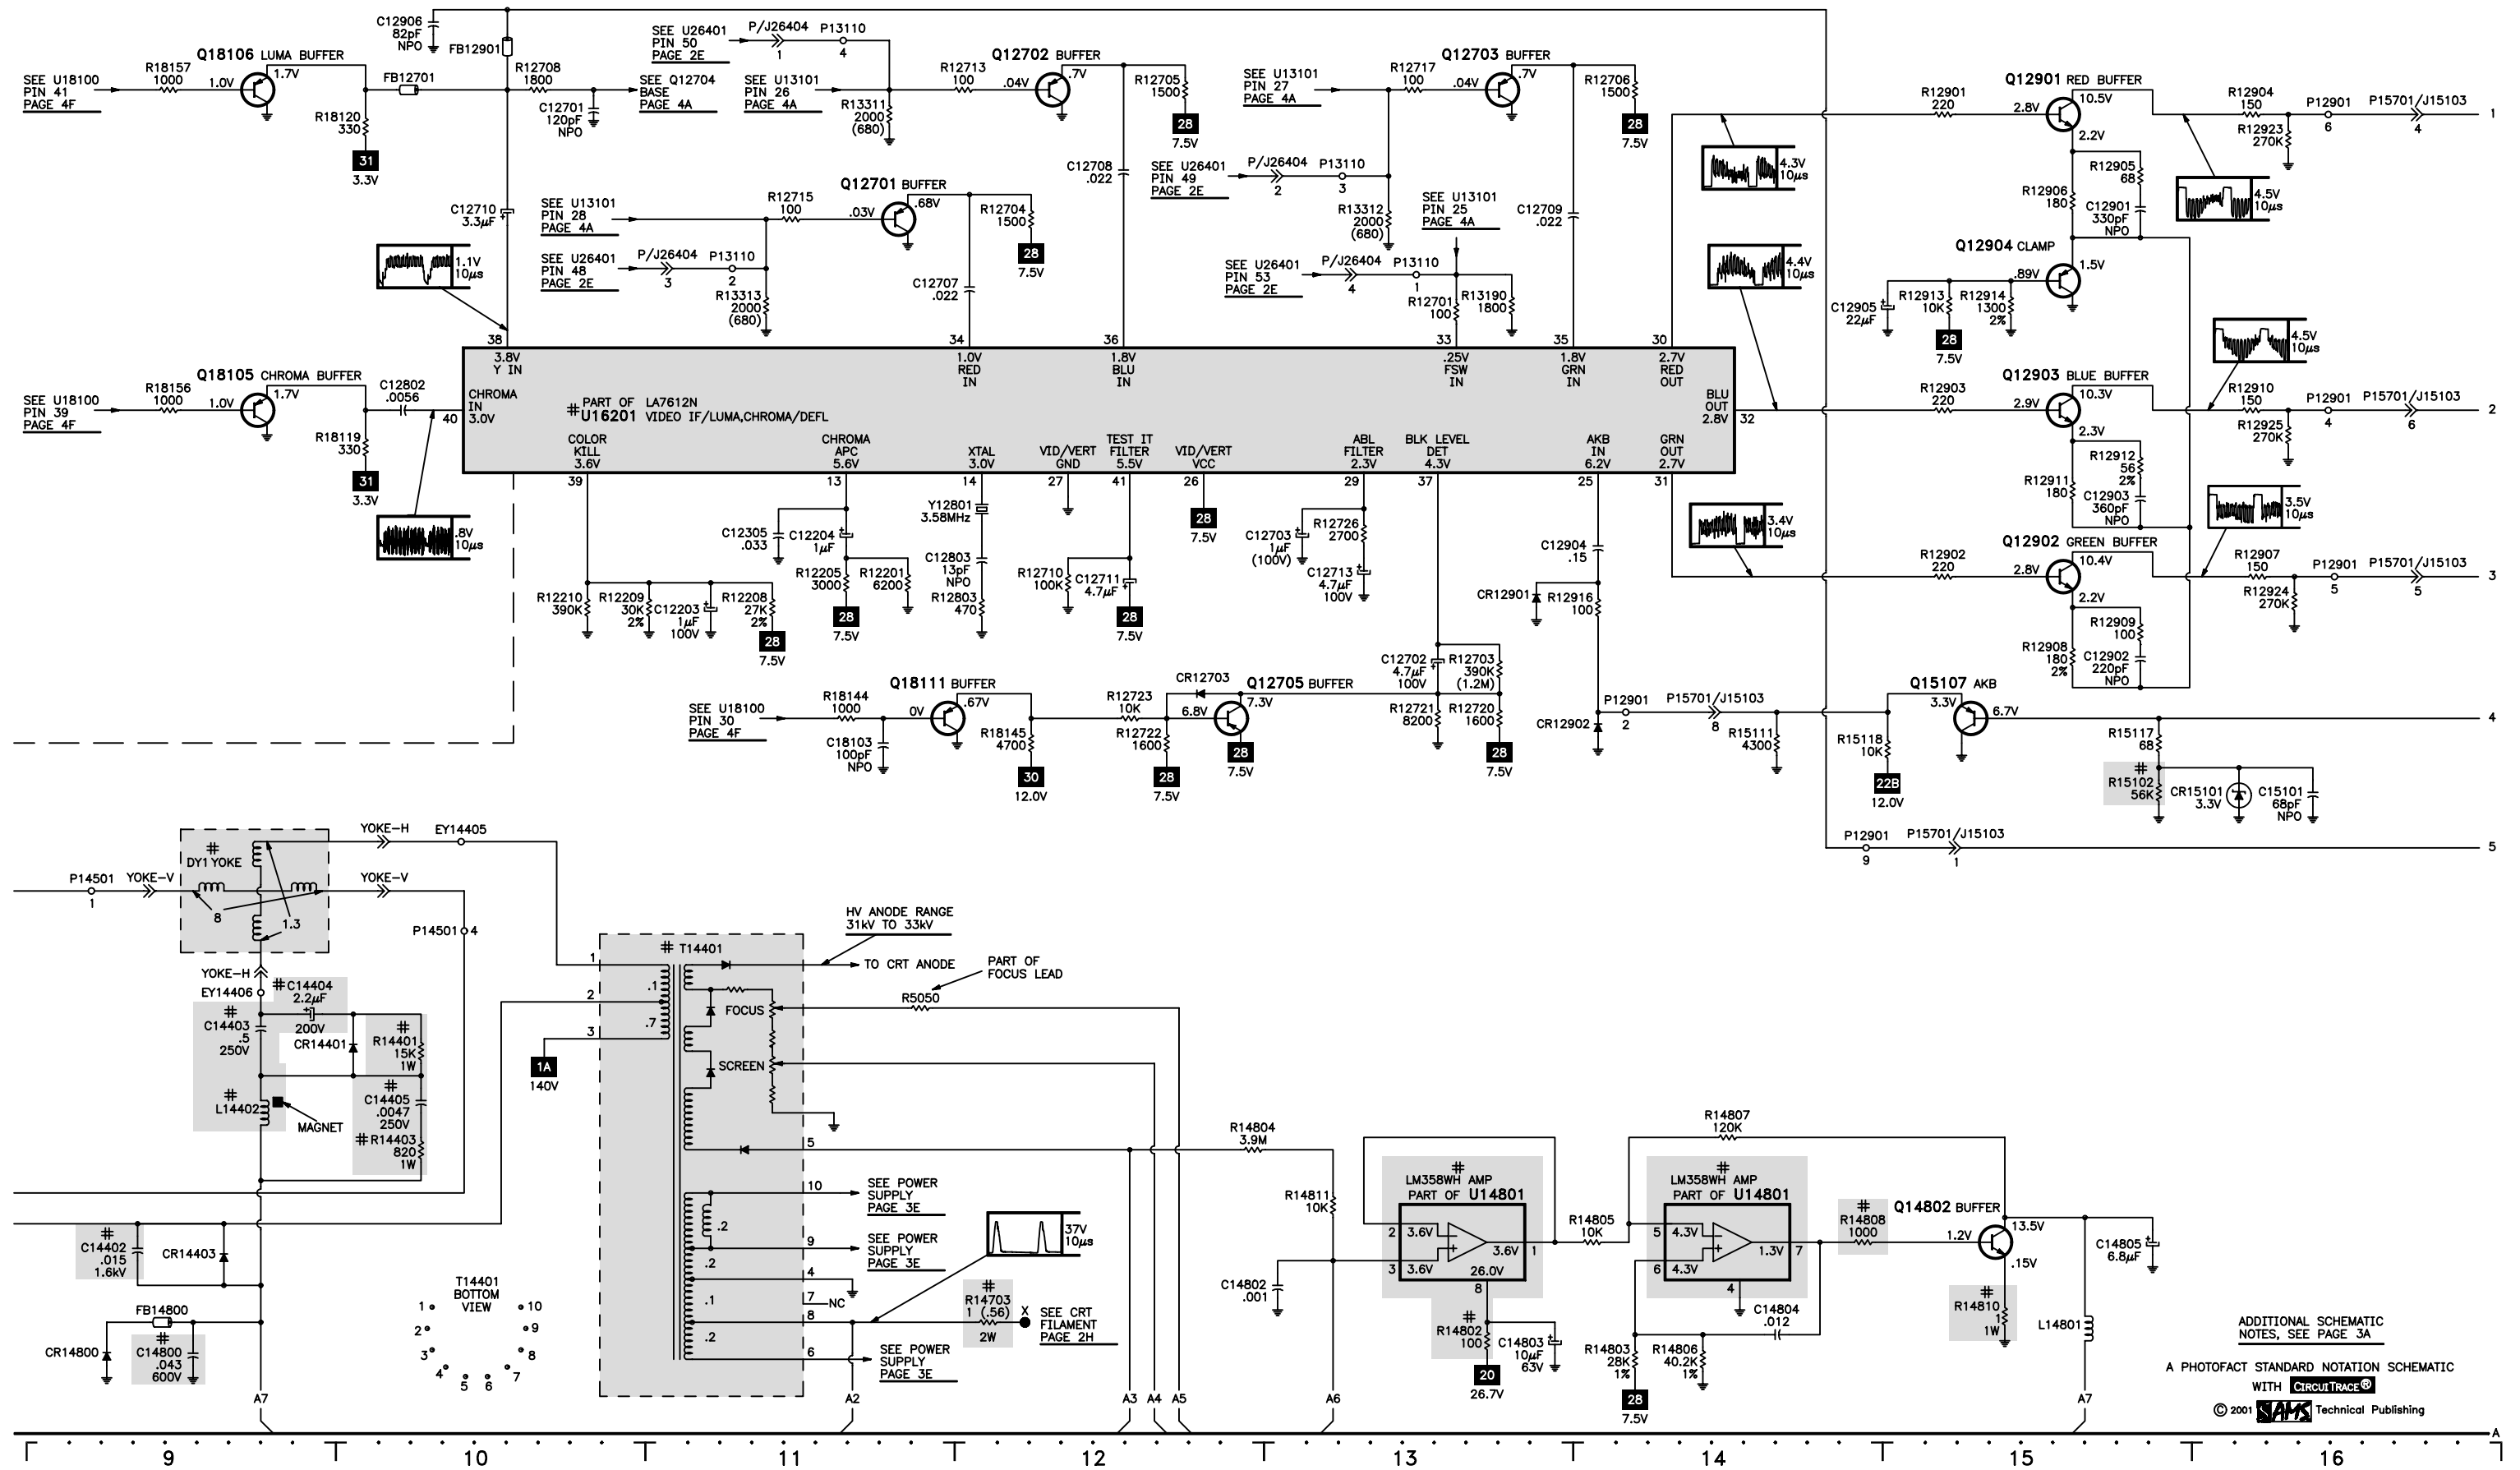 C12906
82pF
NPO
FB12901
Q18106 LUMA BUFFER
SEE U18100
PIN 41
PAGE 4F
R18157
1000
1.0V
1.7V
FB12701
R18120
330
31
3.3V
R12708
1800
C12701
120pF
NPO
SEE Q12704
BASE
PAGE 4A
SEE U26401
PIN 50
PAGE 2E
P/J26404
1
P13110
4
SEE U13101
PIN 26
PAGE 4A
R13311
2000
(680)
R12713
100
.04V
Q12702 BUFFER
.7V
R12705
1500
28
7.5V
C12708
.022
SEE U13101
PIN 27
PAGE 4A
R12717
100
.04V
Q12703 BUFFER
.7V
R12706
1500
28
7.5V
SEE U26401
PIN 49
PAGE 2E
P/J26404
2
P13110
3
R13312
2000
(680)
SEE U13101
PIN 25
PAGE 4A
C12709
.022
SEE U26401
PIN 53
PAGE 2E
P/J26404
4
P13110
1
R12701
100
R13190
1800
C12710
3.3µF
1.1V
10µs
SEE U13101
PIN 28
PAGE 4A
R12715
100
.03V
Q12701 BUFFER
.68V
R12704
1500
28
7.5V
SEE U26401
PIN 48
PAGE 2E
P/J26404
3
P13110
2
R13313
2000
(680)
C12707
.022
4.3V
10µs
4.4V
10µs
R12901
220
2.8V
Q12901 RED BUFFER
10.5V
2.2V
R12904
150
R12923
270K
P12901
6
P15701/J15103
4
1
R12905
68
R12906
180
C12901
330pF
NPO
4.5V
10µs
Q12904 CLAMP
1.5V
.89V
C12905
22µF
R12913
10K
R12914
1300
2%
28
7.5V
4.5V
10µs
38
3.8V
Y IN
34
1.0V
RED
IN
36
1.8V
BLU
IN
33
.25V
FSW
IN
35
1.8V
GRN
IN
30
2.7V
RED
OUT
Q18105 CHROMA BUFFER
SEE U18100
PIN 39
PAGE 4F
R18156
1000
1.0V
1.7V
C12802
.0056
R18119
330
31
3.3V
40
CHROMA
IN
3.0V
.8V
10µs
# PART OF LA7612N
U16201 VIDEO IF/LUMA,CHROMA/DEFL
BLU
OUT
2.8V
32
COLOR
KILL
3.6V
39
CHROMA
APC
5.6V
13
XTAL
3.0V
14
VID/VERT
GND
27
TEST IT
FILTER
5.5V
41
VID/VERT
VCC
26
ABL
FILTER
2.3V
29
BLK LEVEL
DET
4.3V
37
AKB
IN
6.2V
25
GRN
OUT
2.7V
31
R12903
220
2.9V
Q12903 BLUE BUFFER
10.3V
2.3V
R12910
150
R12925
270K
P12901
4
P15701/J15103
6
2
R12912
56
2%
R12911
180
C12903
360pF
NPO
3.5V
10µs
3.4V
10µs
R12902
220
2.8V
Q12902 GREEN BUFFER
10.4V
2.2V
R12907
150
R12924
270K
P12901
5
P15701/J15103
5
3
R12909
100
R12908
180
2%
C12902
220pF
NPO
R12210
390K
R12209
30K
2%
C12203
1µF
100V
R12208
27K
2%
28
7.5V
C12305
.033
C12204
1µF
R12205
3000
R12201
6200
28
7.5V
Y12801
3.58MHz
C12803
13pF
NPO
R12803
470
R12710
100K
C12711
4.7µF
28
7.5V
28
7.5V
C12703
1µF
(100V)
R12726
2700
C12713
4.7µF
100V
C12904
.15
CR12901
R12916
100
SEE U18100
PIN 30
PAGE 4F
R18144
1000
C18103
100pF
NPO
0V
Q18111 BUFFER
.67V
R18145
4700
30
12.0V
R12723
10K
R12722
1600
28
7.5V
CR12703
6.8V
Q12705 BUFFER
7.3V
28
7.5V
C12702
4.7µF
100V
R12703
390K
(1.2M)
R12721
8200
R12720
1600
28
7.5V
CR12902
P12901
2
P15701/J15103
8
R15111
4300
R15118
10K
22B
12.0V
Q15107 AKB
3.3V
6.7V
4
R15117
68
#
R15102
56K
CR15101
3.3V
C15101
68pF
NPO
P12901
9
P15701/J15103
1
5
P14501
1
YOKE-V
#
DY1 YOKE
8
1.3
YOKE-H
EY14405
YOKE-V
P14501
4
YOKE-H
EY14406
# C14404
2.2µF
200V
#
C14403
.5
250V
CR14401
#
R14401
15K
1W
#
L14402
MAGNET
#
C14405
.0047
250V
# R14403
820
1W
#
C14402
.015
1.6kV
CR14403
FB14800
CR14800
#
C14800
.043
600V
A7
T14401
BOTTOM
VIEW
1
2
3
4
5
6
7
8
9
10
1A
140V
# T14401
1
2
3
.1
.7
FOCUS
SCREEN
HV ANODE RANGE
31kV TO 33kV
TO CRT ANODE
PART OF
FOCUS LEAD
R5050
5
10
SEE POWER
SUPPLY
PAGE 3E
.2
9
SEE POWER
SUPPLY
PAGE 3E
.2
4
.1
7
NC
8
.2
6
SEE POWER
SUPPLY
PAGE 3E
37V
10µs
#
R14703
1 (.56)
2W
X
SEE CRT
FILAMENT
PAGE 2H
A2
A3
A4
A5
A6
R14804
3.9M
R14811
10K
C14802
.001
#
LM358WH AMP
PART OF U14801
2
3.6V
3
3.6V
3.6V
1
26.0V
8
#
R14802
100
20
26.7V
C14803
10µF
63V
R14805
10K
R14807
120K
#
LM358WH AMP
PART OF U14801
5
4.3V
6
4.3V
1.3V
7
4
C14804
.012
R14803
28K
1%
28
7.5V
R14806
40.2K
1%
#
R14808
1000
1.2V
Q14802 BUFFER
13.5V
.15V
#
R14810
1
1W
C14805
6.8µF
L14801
A7
ADDITIONAL SCHEMATIC
NOTES, SEE PAGE 3A
A PHOTOFACT STANDARD NOTATION SCHEMATIC
WITH CIRCUITRACE®
© 2001 SAMS Technical Publishing
A
9
10
11
12
13
14
15
16